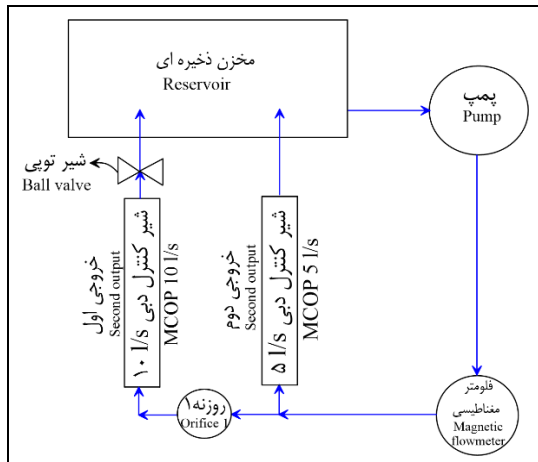 مخزن ذخیره ای
Reservoir
پمپ
Pump
شیر توپی
Ball valve
خروجی اول
Second output
شیر کنترل دبی ۱۰ l/s
MCOP 10 l/s
خروجی دوم
Second output
شیر کنترل دبی ۵ l/s
MCOP 5 l/s
روزنه۱
Orifice 1
فلومتر
مغناطیسی
Magnetic
flowmeter